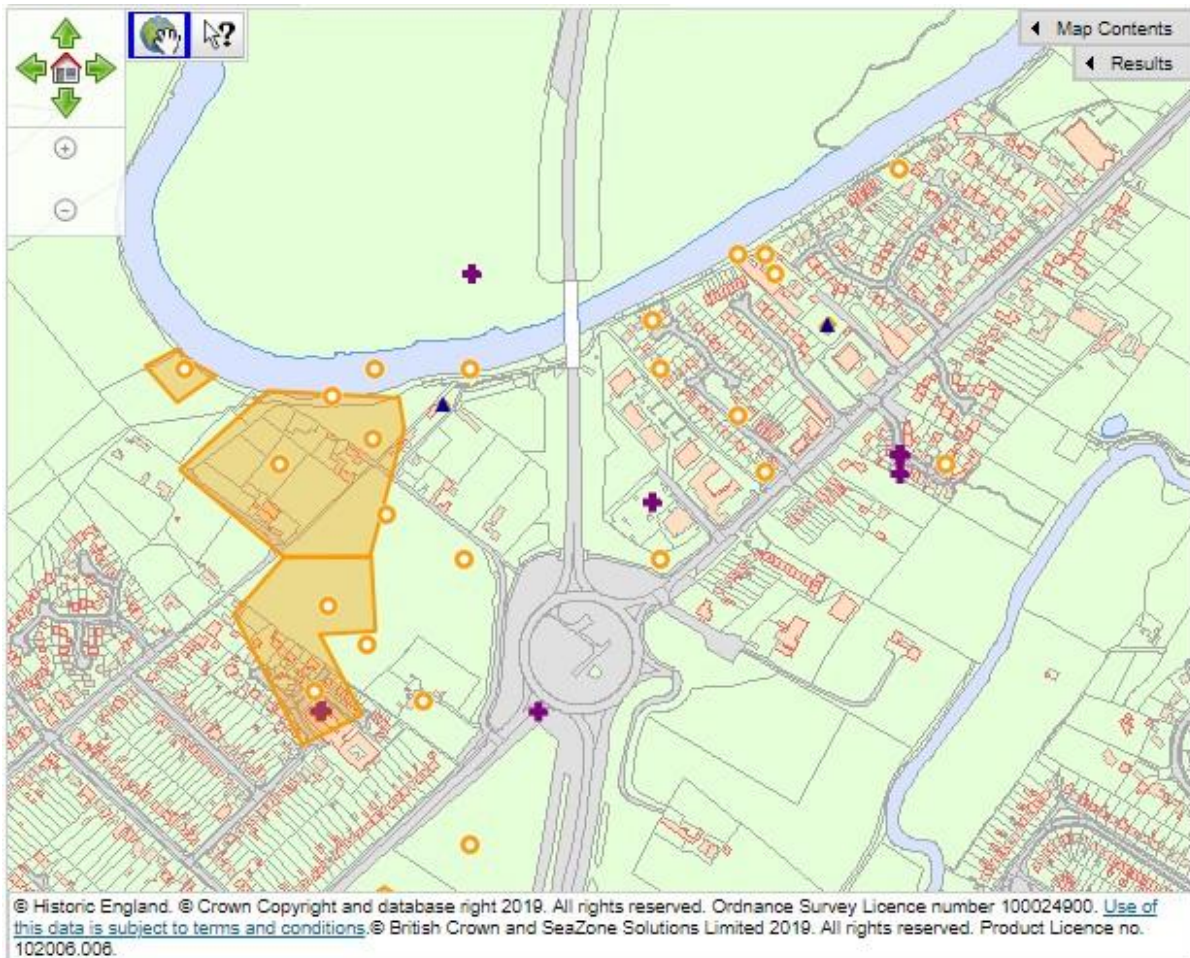 ?
Map Contents
Results
© Historic England. © Crown Copyright and database right 2019. All rights reserved. Ordnance Survey Licence number 100024900. Use of
this data is subject to terms and conditions.© British Crown and SeaZone Solutions Limited 2019. All rights reserved. Product Licence no.
102006.006.